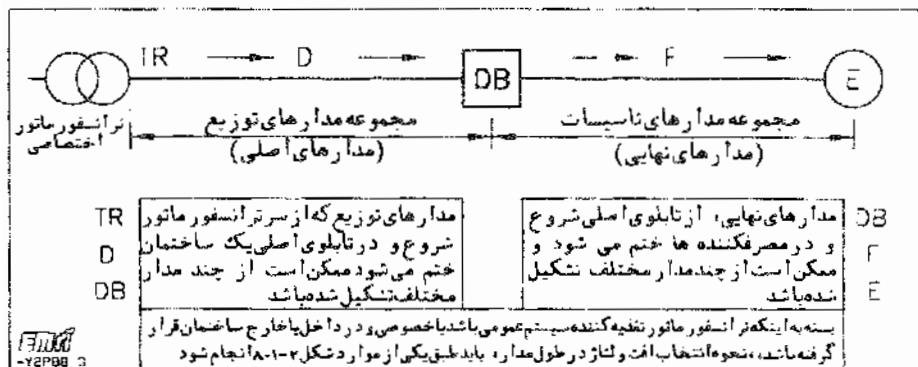 TR D DB F E
ترانسفورماتور
اختصاصی
مجموعه مدارهای توزیع
(مدارهای اصلی)
مجموعه مدارهای تاسیسات
(مدارهای نهایی)
TR
D
DB
مدارهای توزیع که از سر ترانسفورماتور
شروع و در تابلوی اصلی یک ساختمان
ختم می‌شود ممکن است از چند مدار
مختلف تشکیل شده باشد
مدارهای نهایی، از تابلوی اصلی شروع
و در مصرفکننده ها ختم می شود و
ممکن است از چند مدار مختلف تشکیل
شده باشد
DB
F
E
بسته به اینکه ترانسفورماتور تغذیه کننده سیستم عمومی باشد یا خصوصی و در داخل یا خارج ساختمان قرار
گرفته باشد، نحوه انتخاب افت ولتاژ در طول مدار، باید طبق یکی از موارد شکل ۲-۱-۸ انجام شود